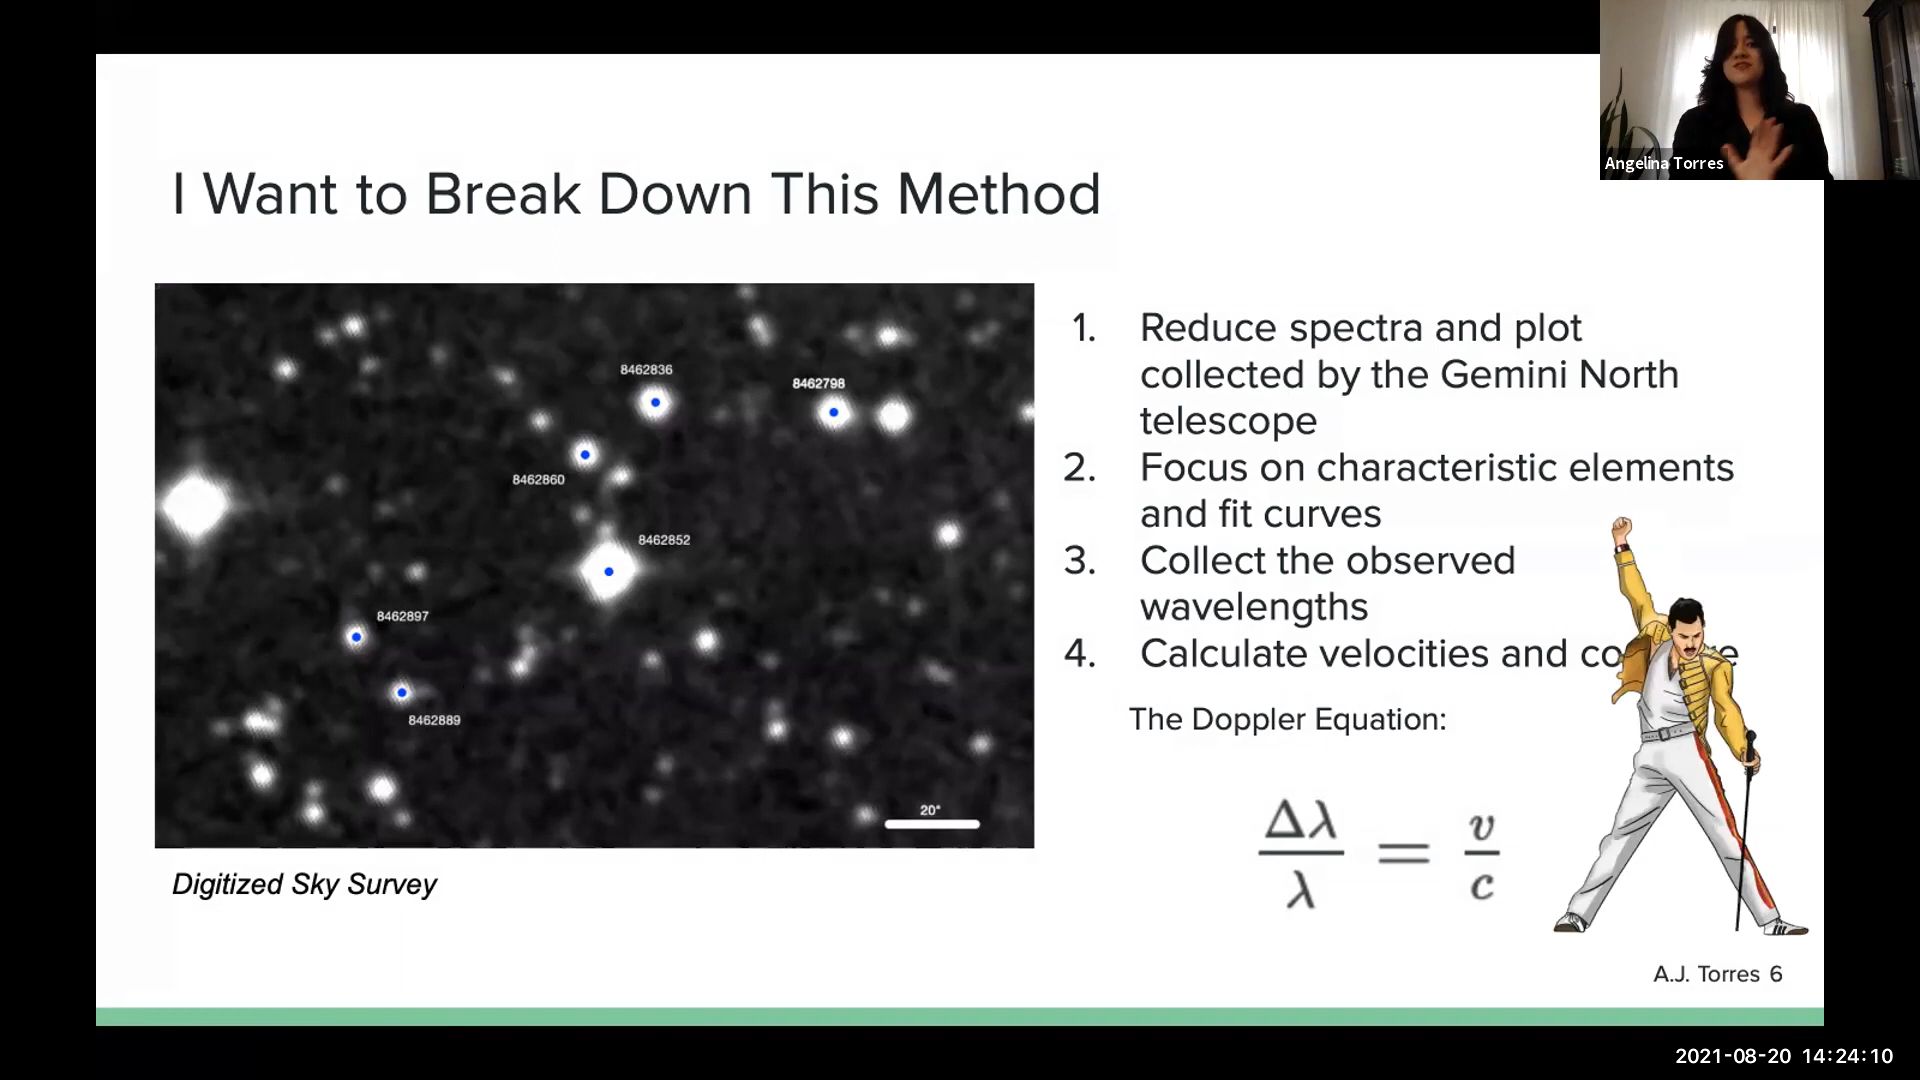 Angelina Torres
I Want to Break Down This Method
8462836
8462798
8462860
8462852
8462897
8462889
20"
Digitized Sky Survey
1. Reduce spectra and plot
collected by the Gemini North
telescope
2. Focus on characteristic elements
and fit curves
3. Collect the observed
wavelengths
4. Calculate velocities and
The Doppler Equation:
Δλ/λ = v/c
A.J. Torres 6
2021-08-20 14:24:10